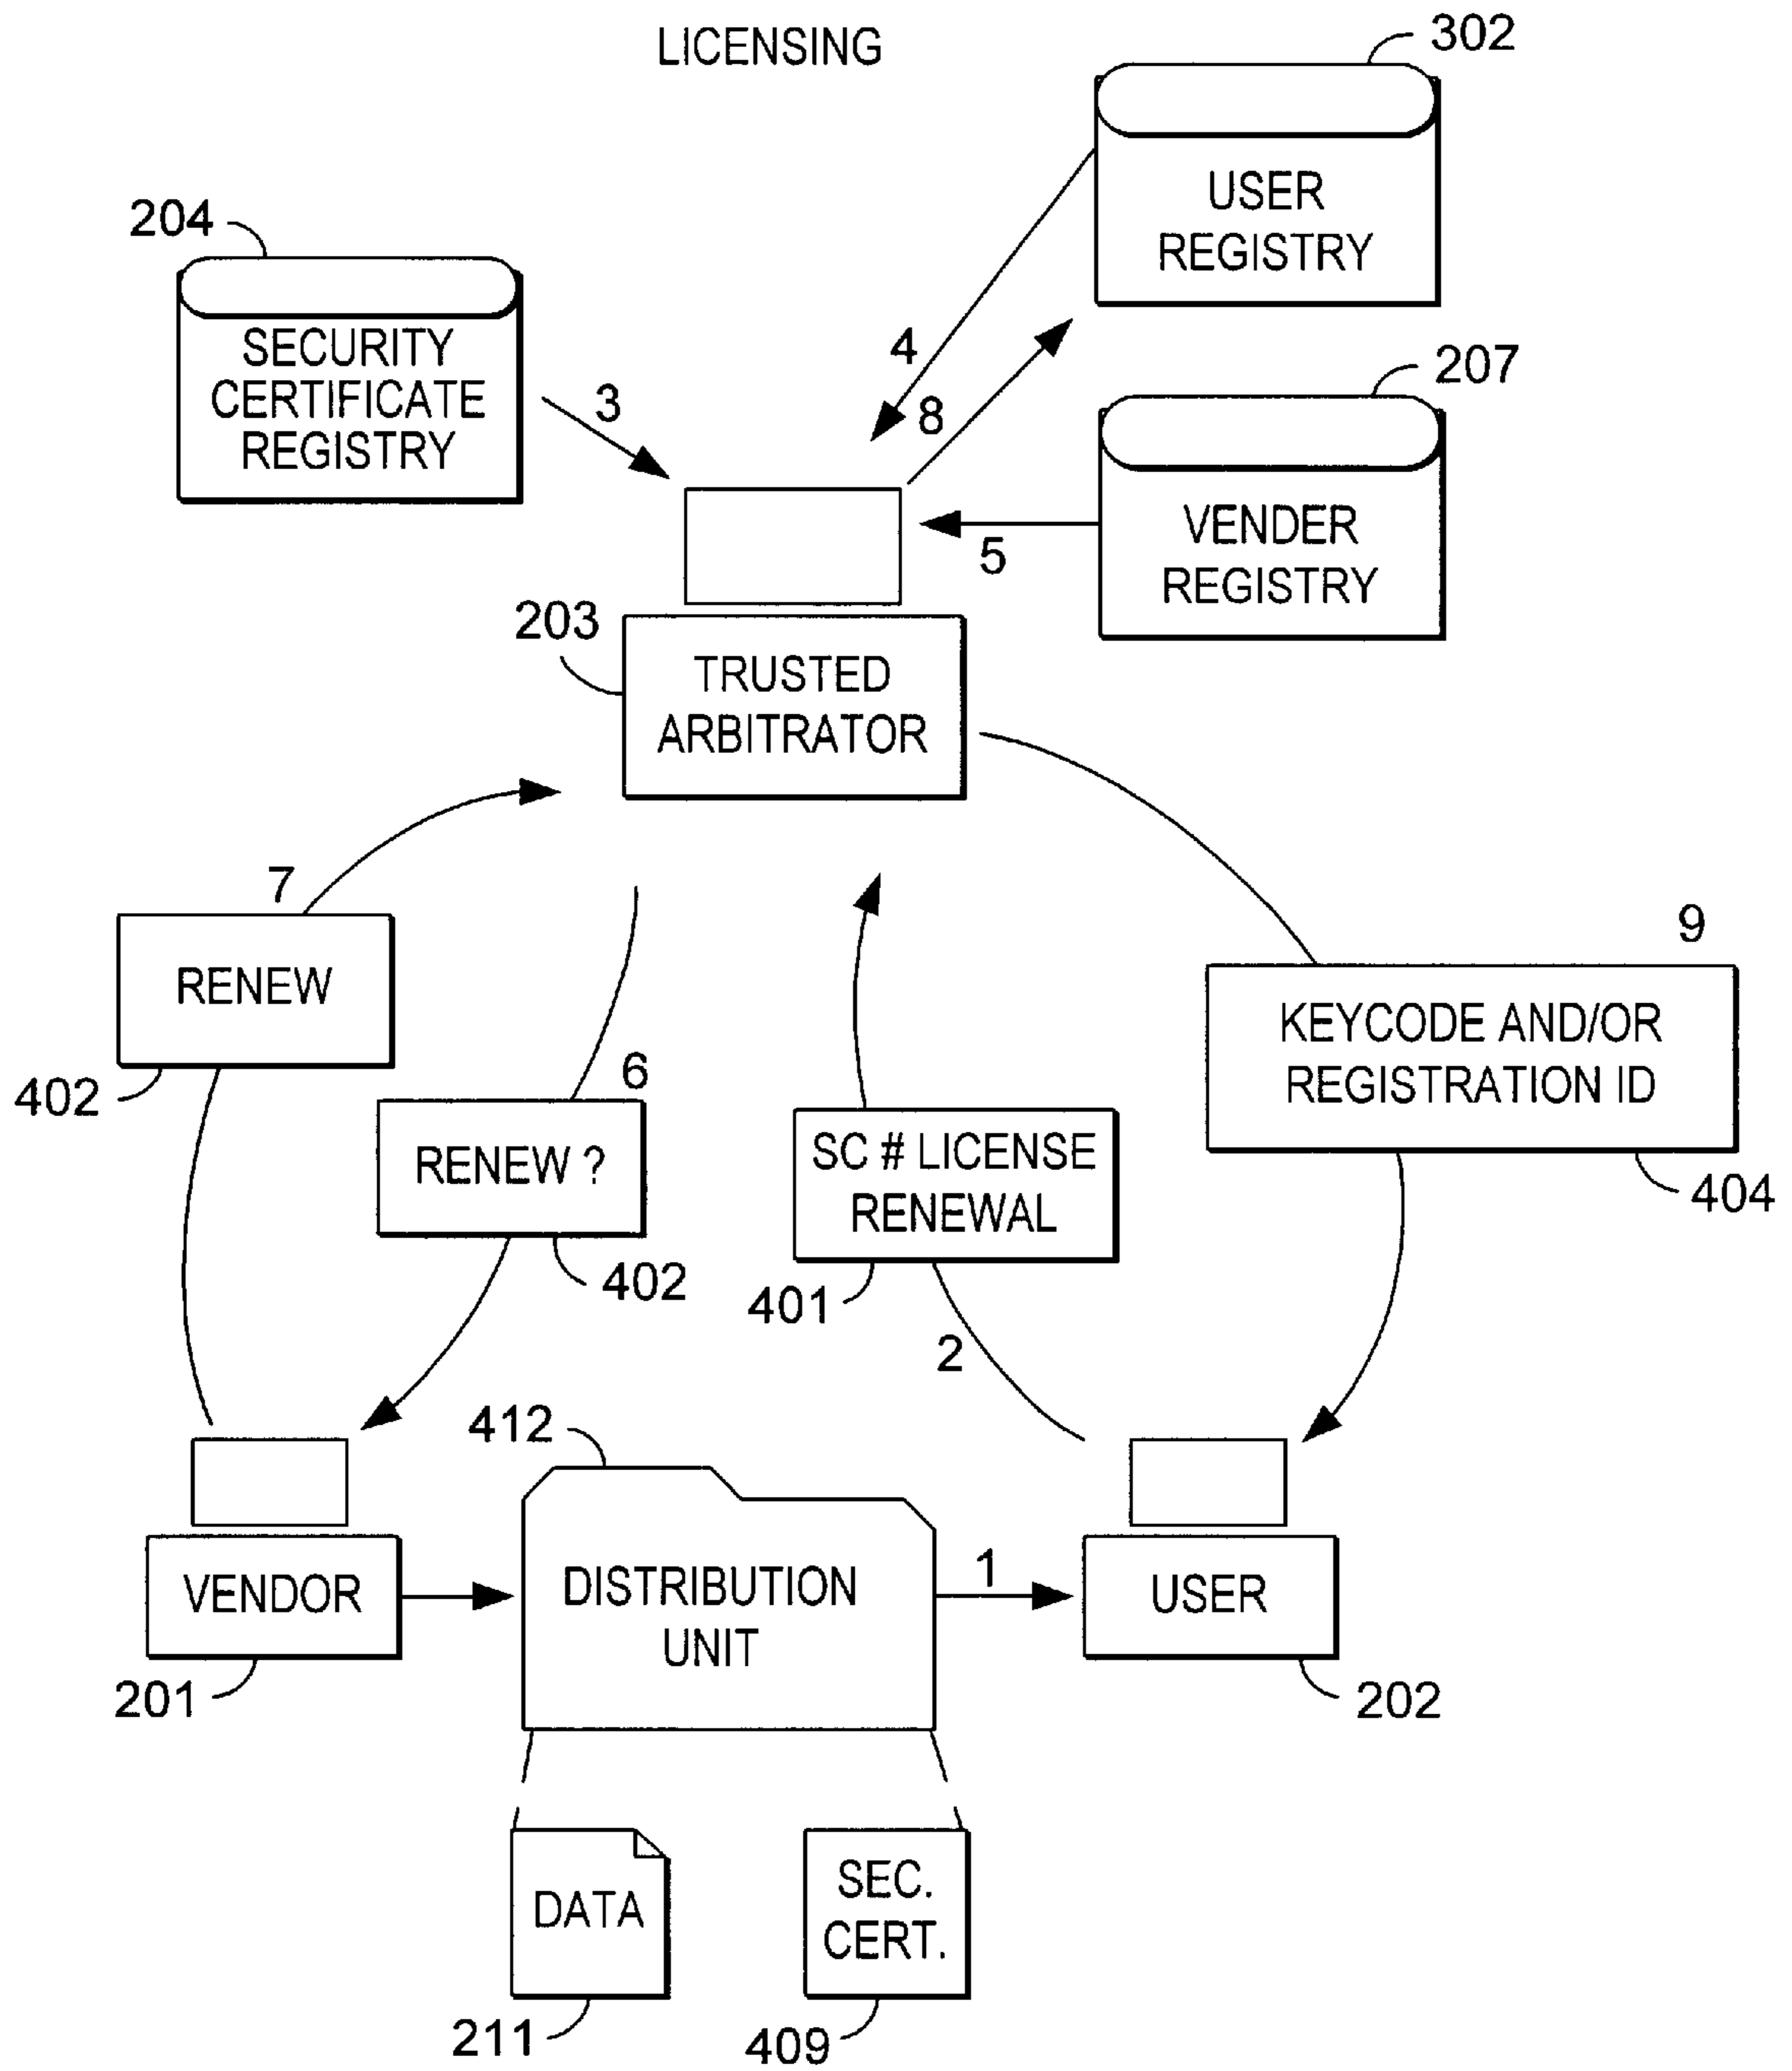 LICENSING
302
USER
REGISTRY
204
SECURITY
CERTIFICATE
REGISTRY
3
4
8
207
VENDER
REGISTRY
5
203
TRUSTED
ARBITRATOR
7
RENEW
402
6
RENEW ?
402
SC # LICENSE
RENEWAL
401
2
9
KEYCODE AND/OR
REGISTRATION ID
404
412
VENDOR
201
DISTRIBUTION
UNIT
1
USER
202
DATA
211
SEC.
CERT.
409